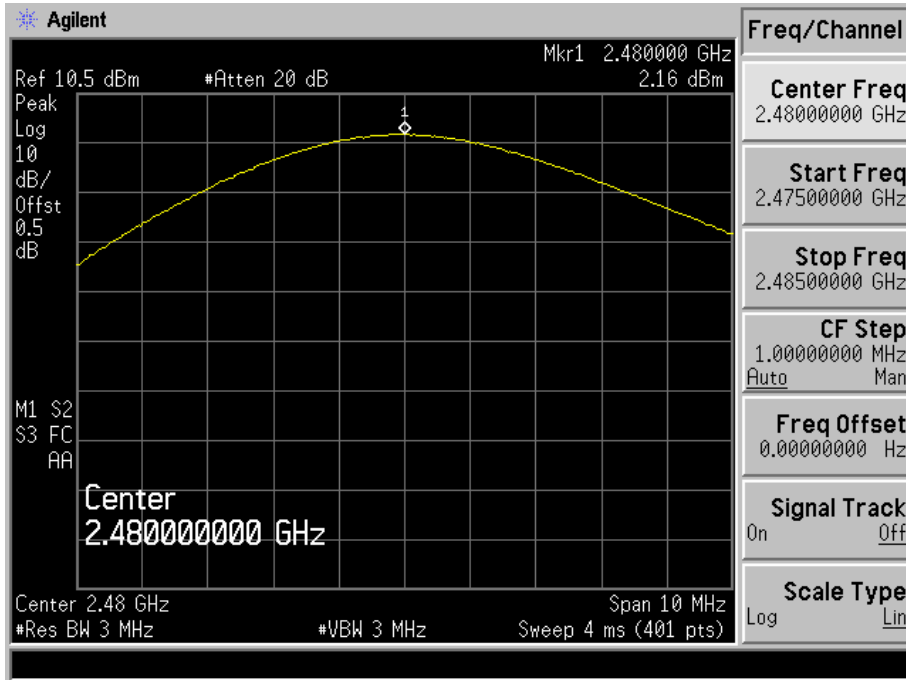 Agilent
Freq/Channel
Mkr1 2.480000 GHz
Ref 10.5 dBm #Atten 20 dB 2.16 dBm
Peak
Log
10
dB/
Offst
0.5
dB
1
M1 S2
S3 FC
AA
Center
2.480000000 GHz
Center 2.48 GHz Span 10 MHz
#Res BW 3 MHz #VBW 3 MHz Sweep 4 ms (401 pts)
Center Freq
2.48000000 GHz
Start Freq
2.47500000 GHz
Stop Freq
2.48500000 GHz
CF Step
1.00000000 MHz
Auto Man
Freq Offset
0.00000000 Hz
Signal Track
On Off
Scale Type
Log Lin